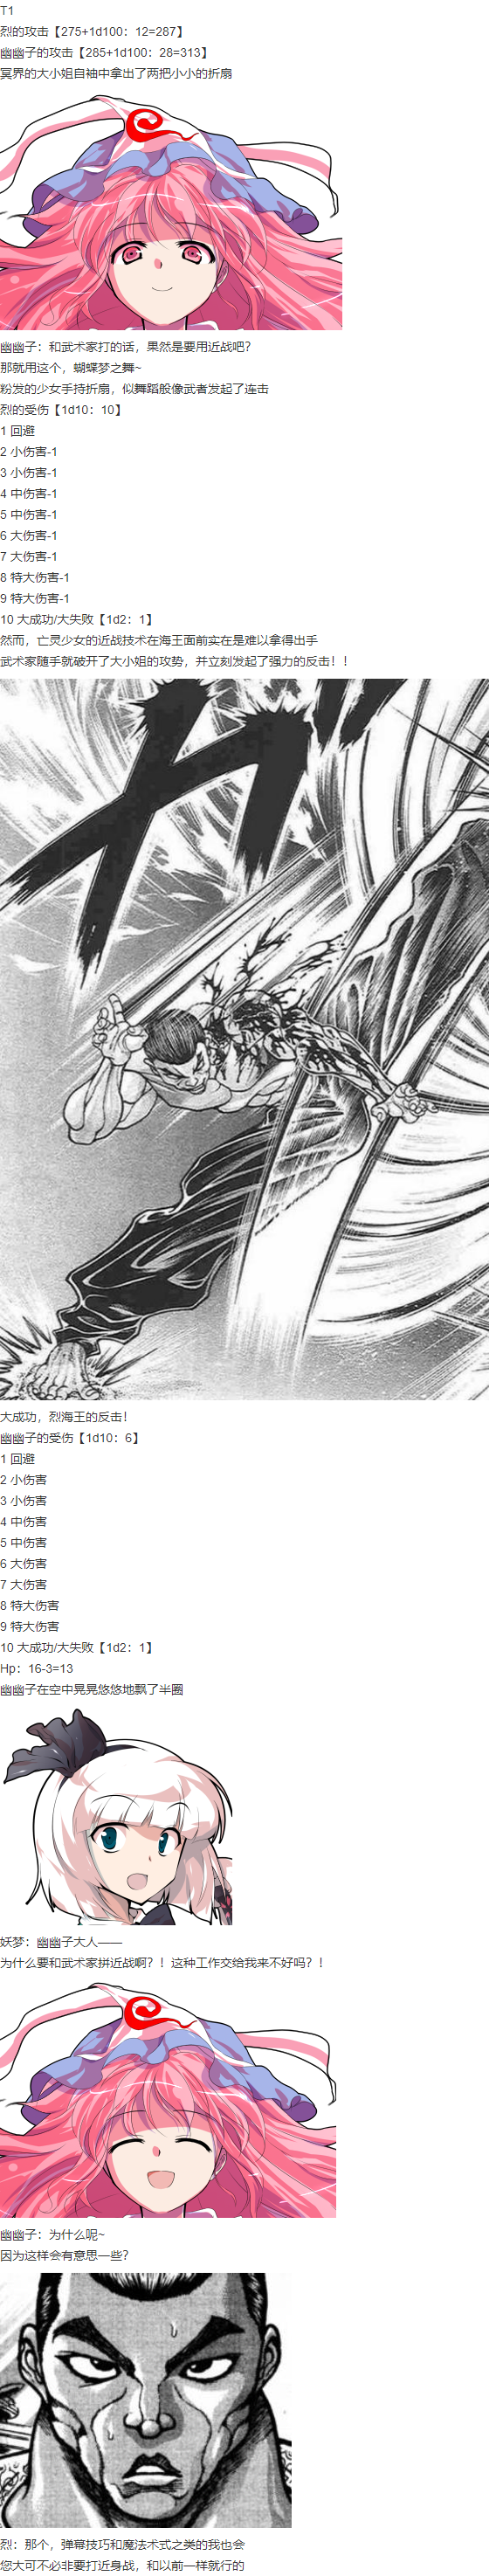 T1
烈的攻击【275+1d100：12=287】
幽幽子的攻击【285+1d100：28=313】
冥界的大小姐自袖中拿出了两把小小的折扇
幽幽子：和武术家打的话，果然是要用近战吧？
那就用这个，蝴蝶梦之舞~
粉发的少女手持折扇，似舞蹈般像武者发起了连击
烈的受伤【1d10：10】
1 回避
2 小伤害-1
3 小伤害-1
4 中伤害-1
5 中伤害-1
6 大伤害-1
7 大伤害-1
8 特大伤害-1
9 特大伤害-1
10 大成功/大失败【1d2：1】
然而，亡灵少女的近战技术在海王面前实在是难以拿得出手
武术家随手就破开了大小姐的攻势，并立刻发起了强力的反击！！
大成功，烈海王的反击！
幽幽子的受伤【1d10：6】
1 回避
2 小伤害
3 小伤害
4 中伤害
5 中伤害
6 大伤害
7 大伤害
8 特大伤害
9 特大伤害
10 大成功/大失败【1d2：1】
Hp：16-3=13
幽幽子在空中晃晃悠悠地飘了半圈
妖梦：幽幽子大人——
为什么要和武术家拼近战啊？！这种工作交给我来不好吗？！
幽幽子：为什么呢~
因为这样会有意思一些？
烈：那个，弹幕技巧和魔法术式之类的我也会
您大可不必非要打近身战，和以前一样就行的